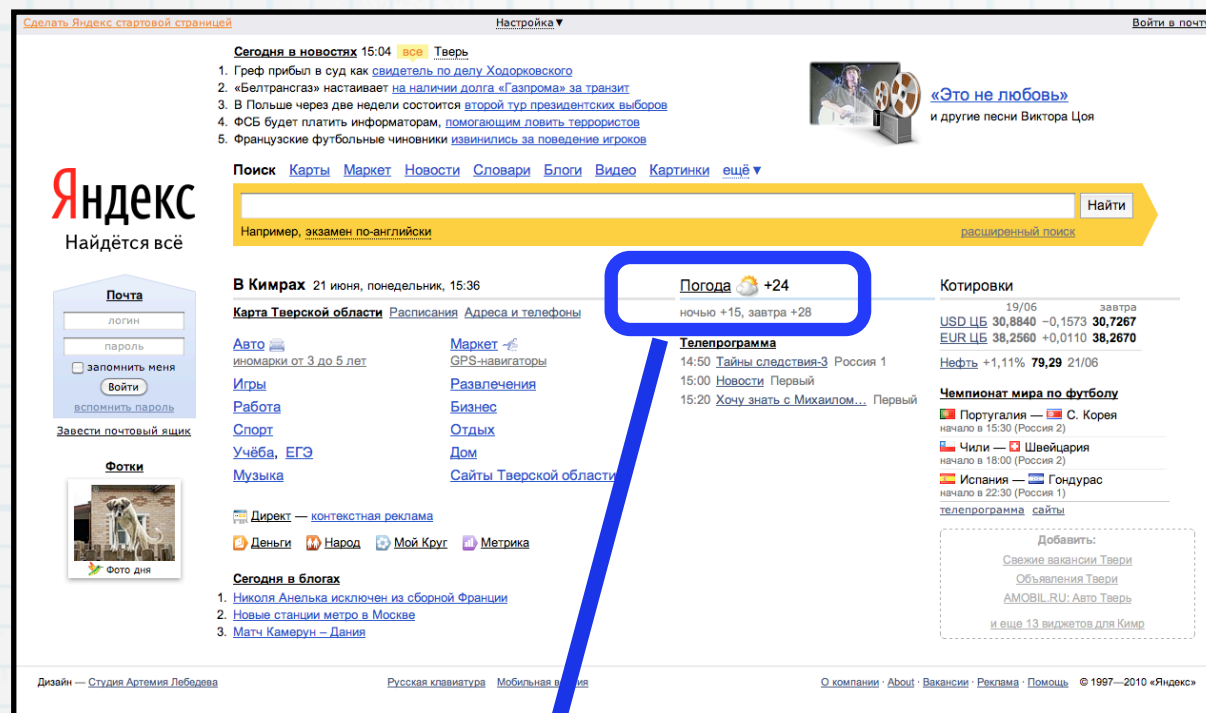 Сделать Яндекс стартовой страницей
Настройка▼
Войти в почту
Сегодня в новостях 15:04 все Тверь
1. Греф прибыл в суд как свидетель по делу Ходорковского
2. «Белтрансгаз» настаивает на наличии долга «Газпрома» за транзит
3. В Польше через две недели состоится второй тур президентских выборов
4. ФСБ будет платить информаторам, помогающим ловить террористов
5. Французские футбольные чиновники извинились за поведение игроков
«Это не любовь»
и другие песни Виктора Цоя
Яндекс
Найдётся всё
Поиск Карты Маркет Новости Словари Блоги Видео Картинки ещё▼
Найти
Например, экзамен по-английски
расширенный поиск
Почта
логин
пароль
запомнить меня
Войти
вспомнить пароль
Завести почтовый ящик
Фотки
Фото дня
В Кимрах 21 июня, понедельник, 15:36
Карта Тверской области Расписания Адреса и телефоны
Авто
иномарки от 3 до 5 лет
Игры
Работа
Спорт
Учёба, ЕГЭ
Музыка
Маркет
GPS-навигаторы
Развлечения
Бизнес
Отдых
Дом
Сайты Тверской области
Директ — контекстная реклама
Деньги Народ Мой Круг Метрика
Сегодня в блогах
1. Николя Анелька исключен из сборной Франции
2. Новые станции метро в Москве
3. Матч Камерун – Дания
Погода +24
ночью +15, завтра +28
Телепрограмма
14:50 Тайны следствия-3 Россия 1
15:00 Новости Первый
15:20 Хочу знать с Михаилом... Первый
Котировки
19/06 завтра
USD ЦБ 30,8840 −0,1573 30,7267
EUR ЦБ 38,2560 +0,0110 38,2670
Нефть +1,11% 79,29 21/06
Чемпионат мира по футболу
Португалия — С. Корея
начало в 15:30 (Россия 2)
Чили — Швейцария
начало в 18:00 (Россия 2)
Испания — Гондурас
начало в 22:30 (Россия 1)
телепрограмма сайты
Добавить:
Свежие вакансии Твери
Объявления Твери
AMOBIL.RU: Авто Тверь
и еще 13 виджетов для Кимр
Дизайн — Студия Артемия Лебедева
Русская клавиатура Мобильная
О компании · About · Вакансии · Реклама · Помощь © 1997—2010 «Яндекс»